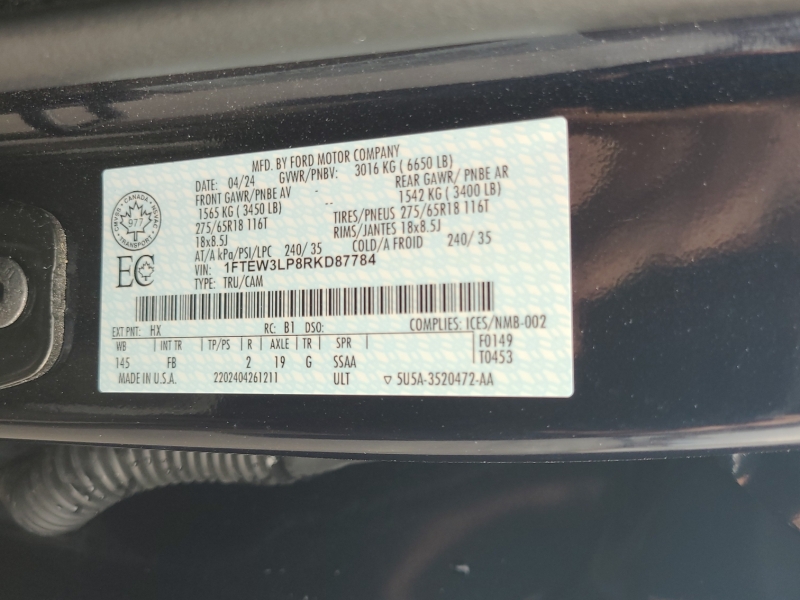 MFD. BY FORD MOTOR COMPANY
DATE: 04/24 GVWR/PNBV: 3016 KG ( 6650 LB)
FRONT GAWR/PNBE AV REAR GAWR/ PNBE AR
1565 KG ( 3450 LB) - 1542 KG ( 3400 LB)
275/65R18 116T TIRES/PNEUS 275/65R18 116T
18x8.5J RIMS/JANTES 18x8.5J
AT/A kPa/PSI/LPC 240/ 35 COLD/A FROID 240/ 35
VIN: 1FTEW3LP8RKD87784
TYPE: TRU/CAM
CANADA
TRANSPORT
EC
EXT PNT: HX RC: B1 DSO: COMPLIES: ICES/NMB-002
WB INT TR TP/PS R AXLE TR SPR F0149
145 FB 2 19 G SSAA T0453
MADE IN U.S.A. 2202404261211 ULT ▽ 5U5A-3520472-AA